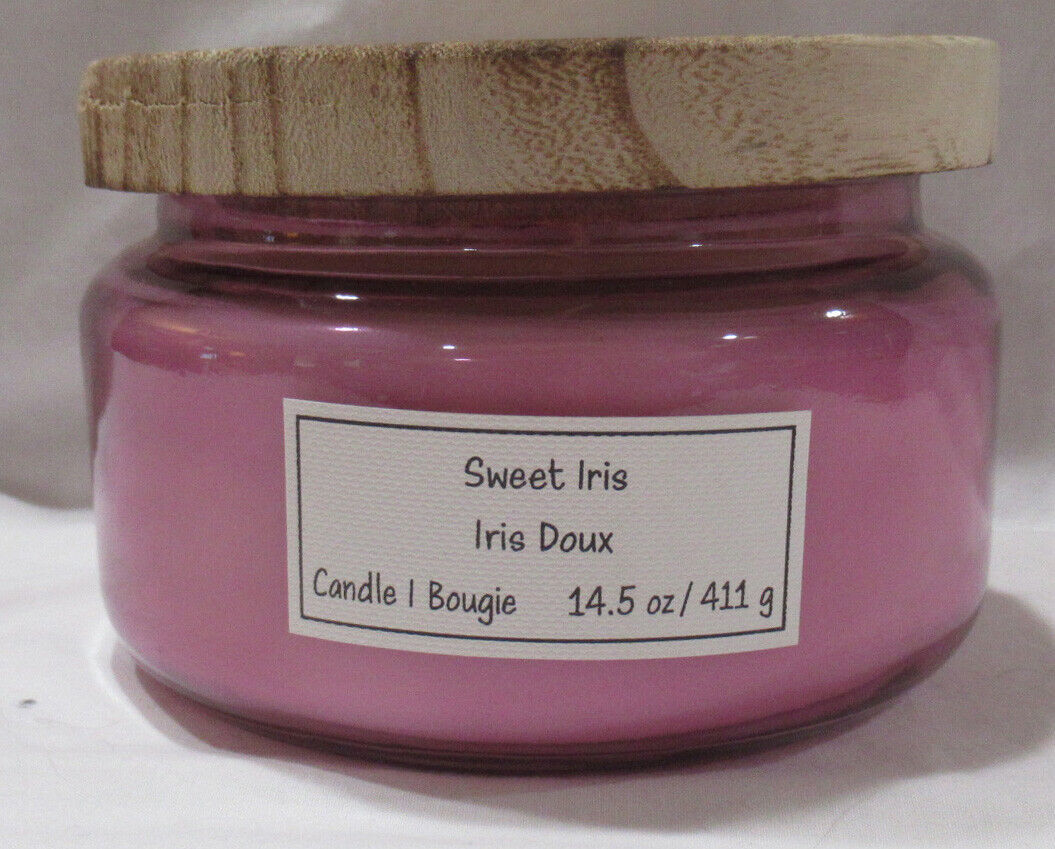 Sweet Iris
Iris Doux
Candle | Bougie 14.5 oz / 411 g